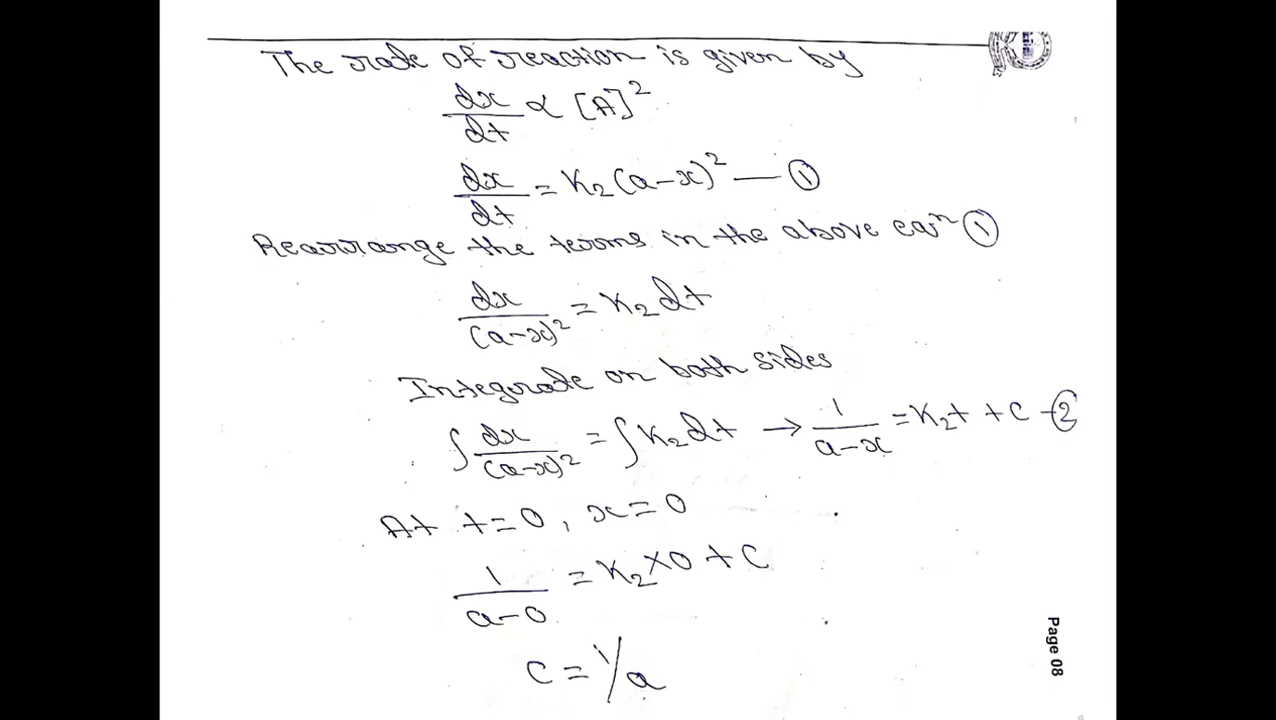 The rate of reaction is given by
dx/dt ∝ [A]²
dx/dt = K₂(a-x)² — ①
Rearrange the terms in the above eqⁿ ①
dx/(a-x)² = K₂dt
Integrate on both sides
∫ dx/(a-x)² = ∫K₂dt → 1/a-x = K₂t + C -②
At t=0, x=0
1/a-0 = K₂×0 + C
C = 1/a
Page 08